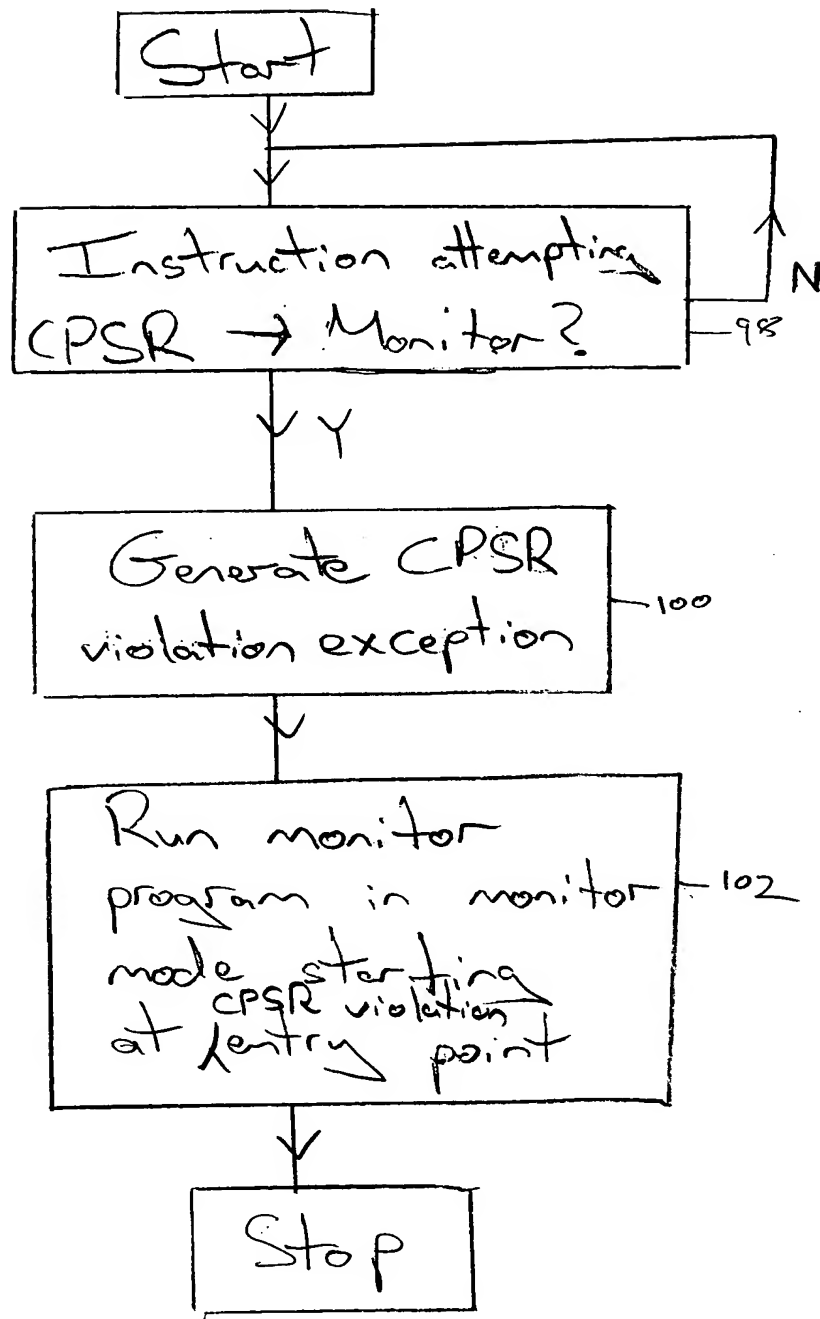 Start
Instruction attempting
CPSR → Monitor?
N
98
Y
Generate CPSR
violation exception
100
Run monitor
program in monitor
mode starting
CPSR violation
at entry point
102
Stop